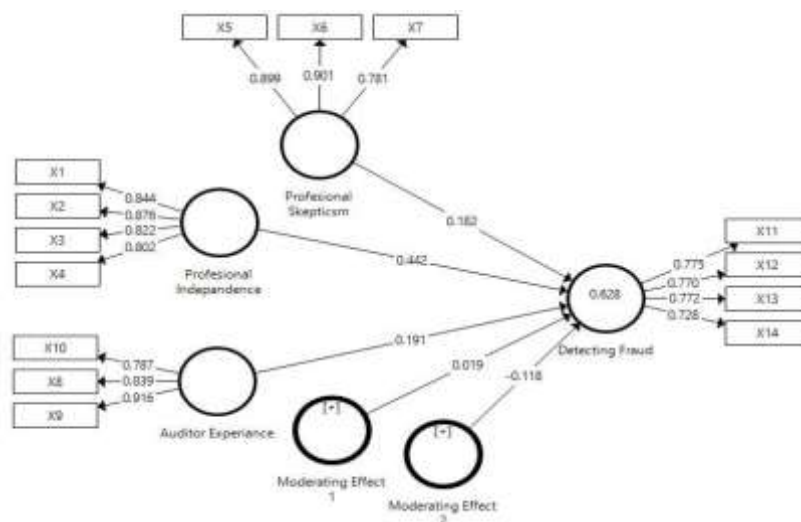 X5
X6
X7
0.899
0.901
0.781
Profesional
Skepticsm
X1
X2
X3
X4
0.844
0.876
0.822
0.802
Profesional
Independence
0.182
0.442
X11
X12
X13
X14
0.775
0.770
0.772
0.728
0.628
Detecting Fraud
X10
X8
X9
0.787
0.839
0.916
Auditor Experiance
0.191
0.019
-0.118
[+]
Moderating Effect
1
[+]
Moderating Effect
2